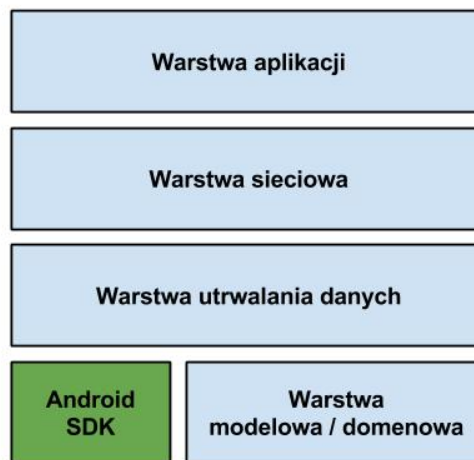 Warstwa aplikacji
Warstwa sieciowa
Warstwa utrwalania danych
Android
SDK
Warstwa
modelowa / domenowa